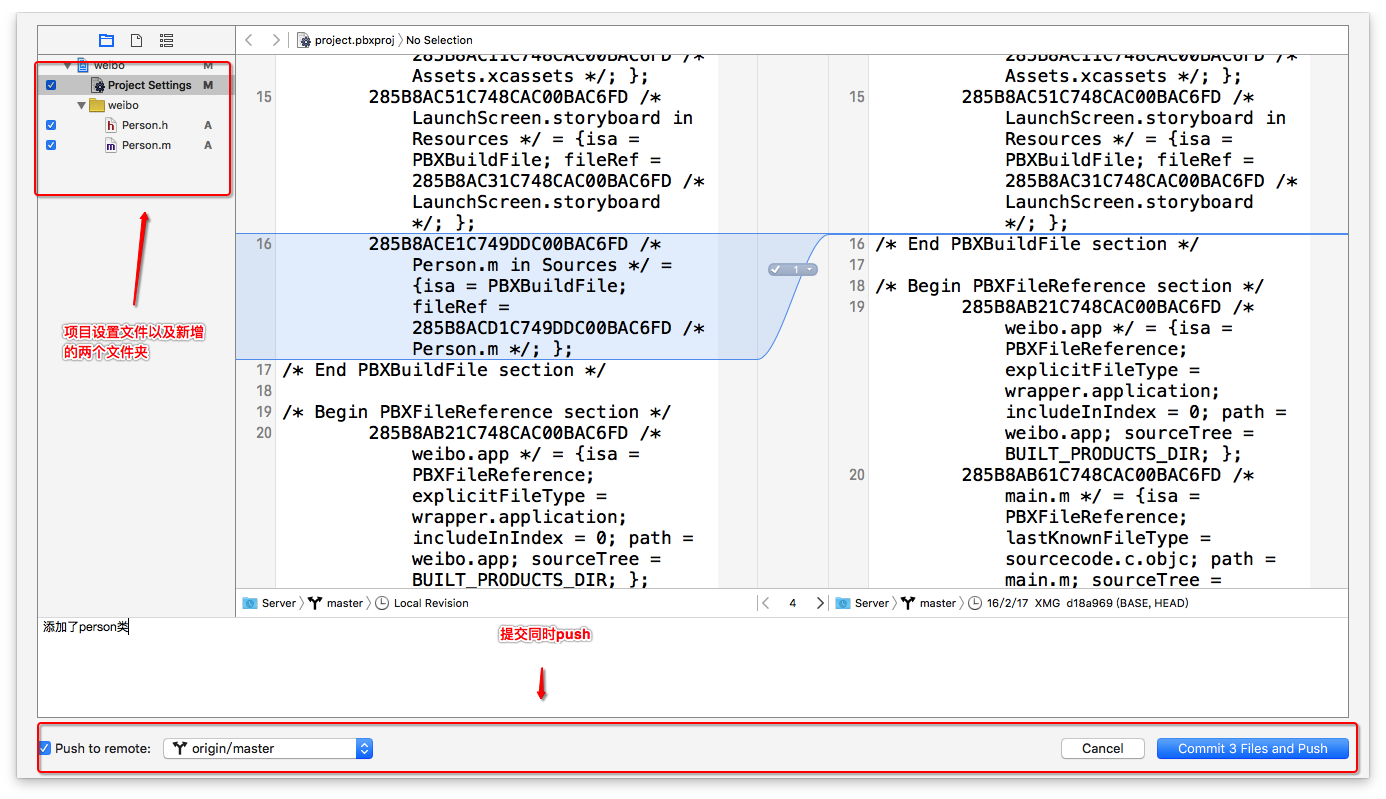 project.pbxproj 〉No Selection
weibo M
Project Settings M
weibo
Person.h A
Person.m A
项目设置文件以及新增
的两个文件夹
285B8AC11C748CAC00BAC6FD /*
Assets.xcassets */; };
15 285B8AC51C748CAC00BAC6FD /*
LaunchScreen.storyboard in
Resources */ = {isa =
PBXBuildFile; fileRef =
285B8AC31C748CAC00BAC6FD /*
LaunchScreen.storyboard
*/; };
16 285B8ACE1C749DDC00BAC6FD /*
Person.m in Sources */ =
{isa = PBXBuildFile;
fileRef =
285B8ACD1C749DDC00BAC6FD /*
Person.m */; };
17 /* End PBXBuildFile section */
18
19 /* Begin PBXFileReference section */
20 285B8AB21C748CAC00BAC6FD /*
weibo.app */ = {isa =
PBXFileReference;
explicitFileType =
wrapper.application;
includeInIndex = 0; path =
weibo.app; sourceTree =
BUILT_PRODUCTS_DIR; };
1
285B8AC11C748CAC00BAC6FD /*
Assets.xcassets */; };
15 285B8AC51C748CAC00BAC6FD /*
LaunchScreen.storyboard in
Resources */ = {isa =
PBXBuildFile; fileRef =
285B8AC31C748CAC00BAC6FD /*
LaunchScreen.storyboard
*/; };
16 /* End PBXBuildFile section */
17
18 /* Begin PBXFileReference section */
19 285B8AB21C748CAC00BAC6FD /*
weibo.app */ = {isa =
PBXFileReference;
explicitFileType =
wrapper.application;
includeInIndex = 0; path =
weibo.app; sourceTree =
BUILT_PRODUCTS_DIR; };
20 285B8AB61C748CAC00BAC6FD /*
main.m */ = {isa =
PBXFileReference;
lastKnownFileType =
sourcecode.c.objc; path =
main.m; sourceTree =
Server 〉master 〉Local Revision
4
Server 〉master 〉16/2/17 XMG d18a969 (BASE, HEAD)
添加了person类
提交同时push
Push to remote: origin/master Cancel Commit 3 Files and Push